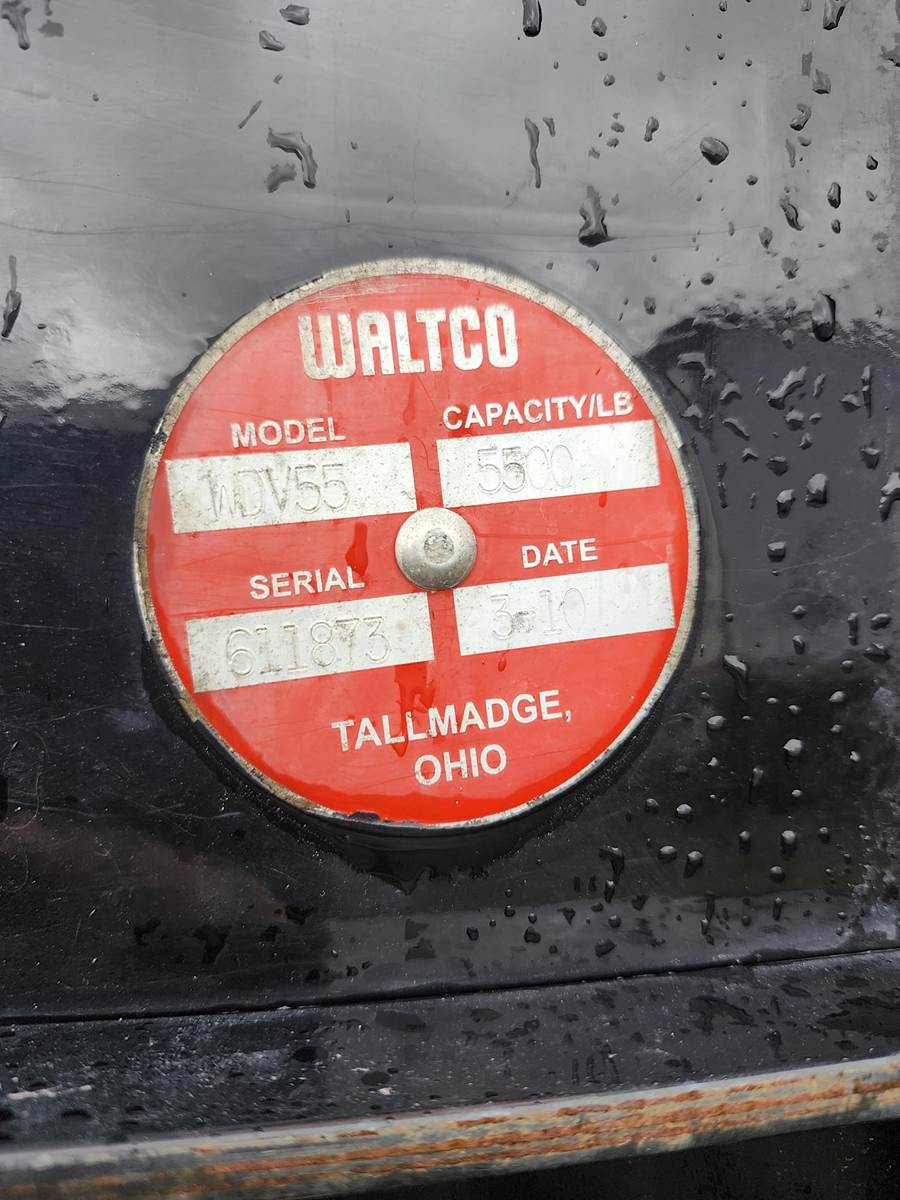 WALTCO
MODEL
CAPACITY/LB
WDV55
5500
SERIAL
DATE
611873
3-10
TALLMADGE,
OHIO